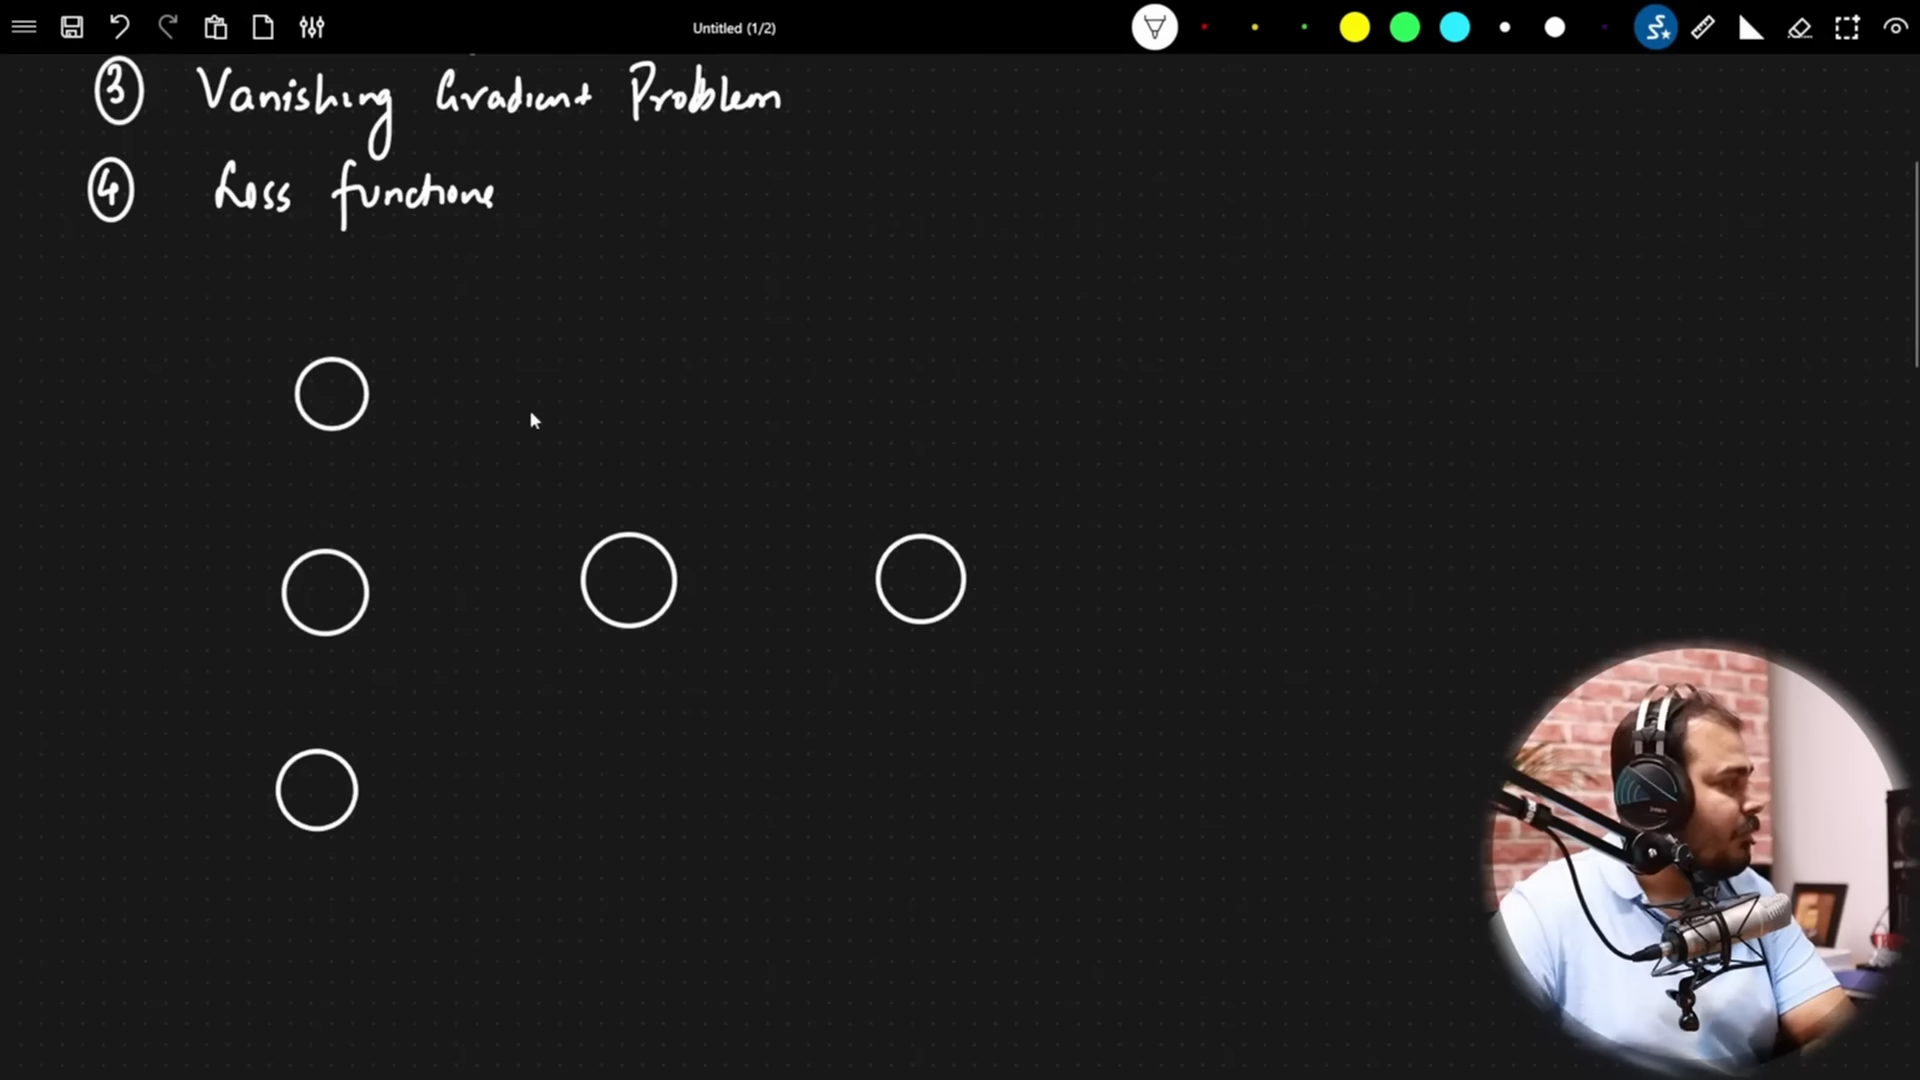 Untitled (1/2)
③ Vanishing Gradient Problem
④ Loss functions